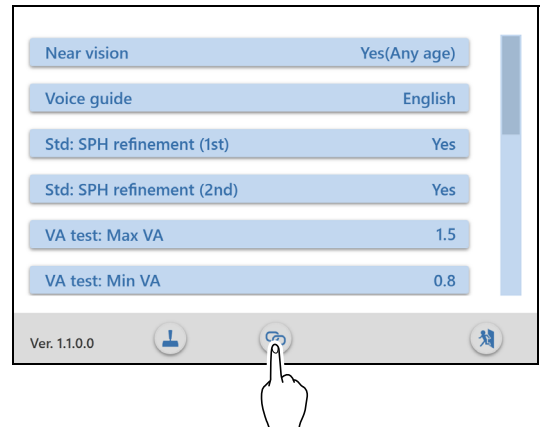 Near vision Yes(Any age)
Voice guide English
Std: SPH refinement (1st) Yes
Std: SPH refinement (2nd) Yes
VA test: Max VA 1.5
VA test: Min VA 0.8
Ver. 1.1.0.0